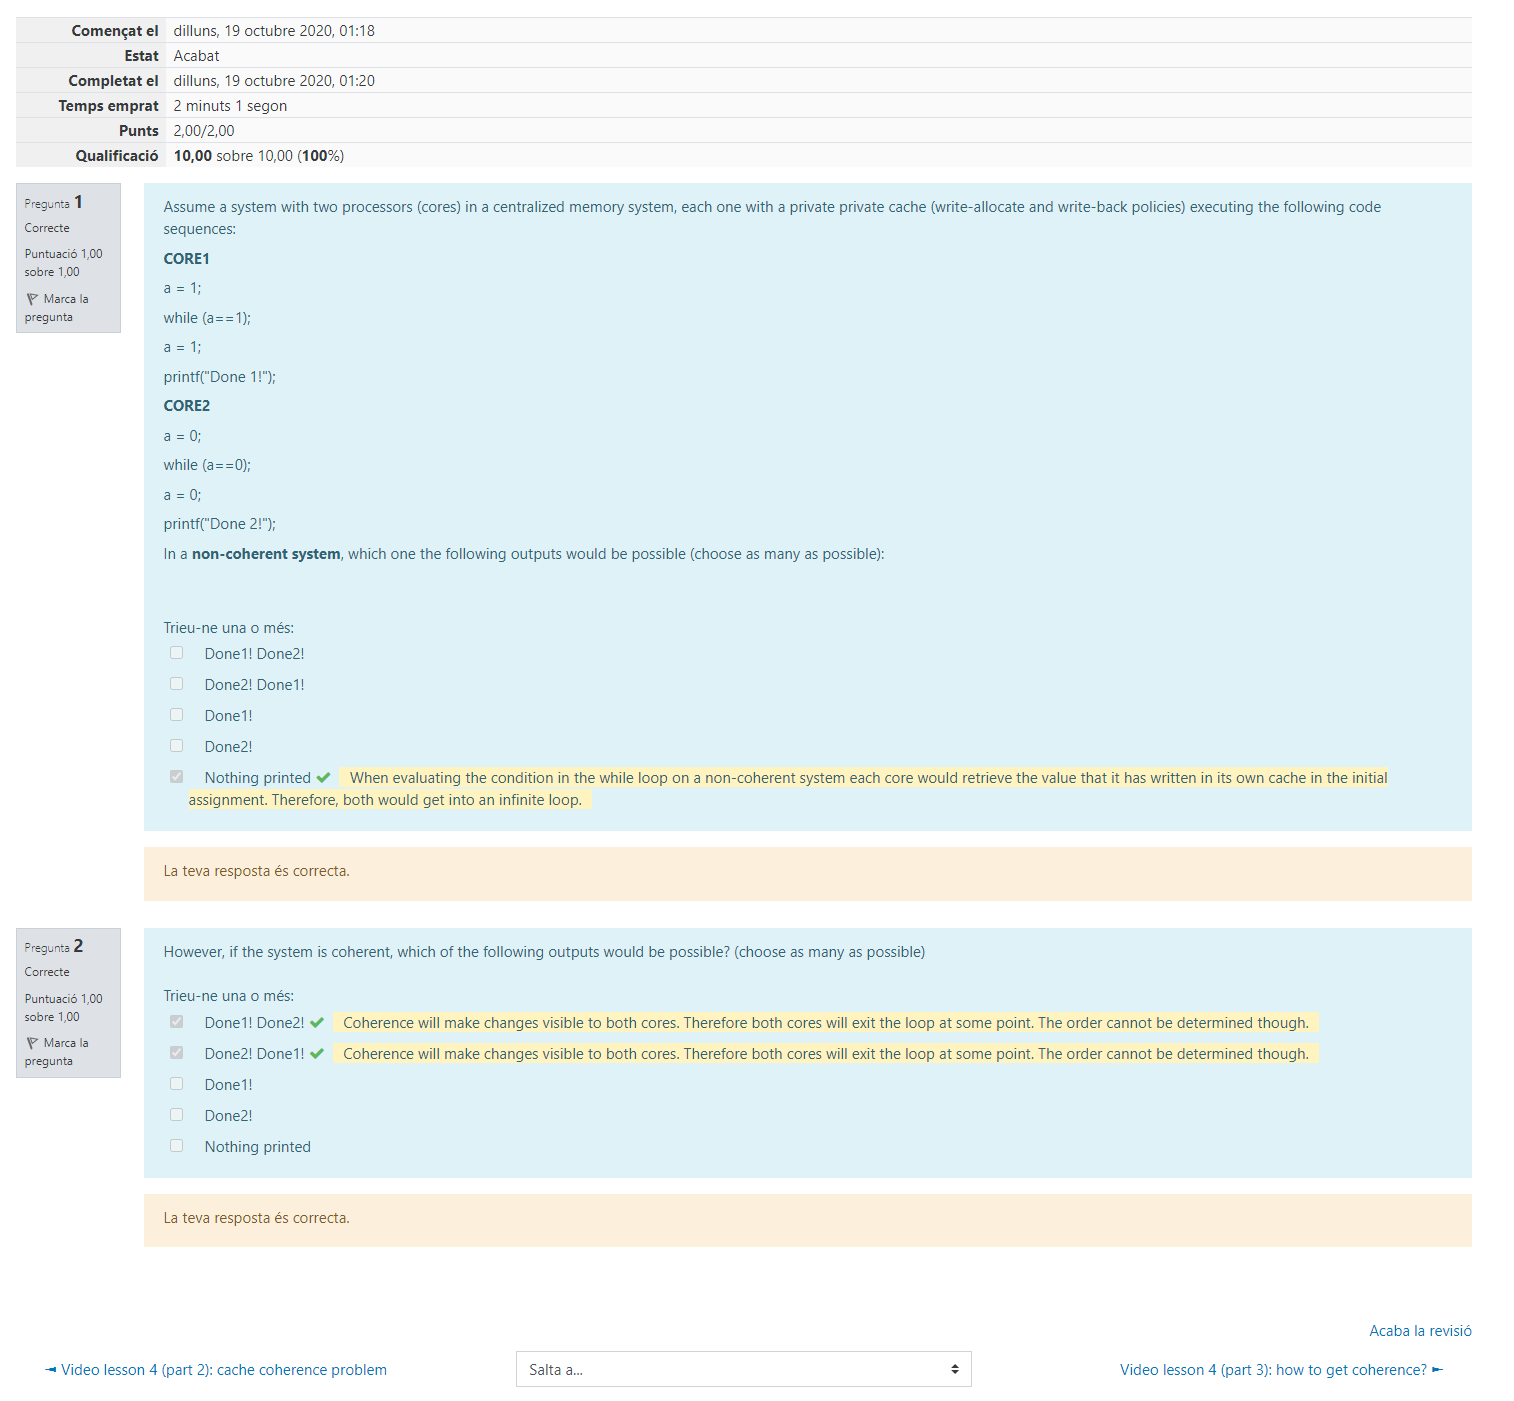 Començat el dilluns, 19 octubre 2020, 01:18
Estat Acabat
Completat el dilluns, 19 octubre 2020, 01:20
Temps emprat 2 minuts 1 segon
Punts 2,00/2,00
Qualificació 10,00 sobre 10,00 (100%)
Pregunta 1
Correcte
Puntuació 1,00
sobre 1,00
Marca la
pregunta
Assume a system with two processors (cores) in a centralized memory system, each one with a private private cache (write-allocate and write-back policies) executing the following code
sequences:
CORE1
a = 1;
while (a==1);
a = 1;
printf("Done 1!");
CORE2
a = 0;
while (a==0);
a = 0;
printf("Done 2!");
In a non-coherent system, which one the following outputs would be possible (choose as many as possible):
Trieu-ne una o més:
Done1! Done2!
Done2! Done1!
Done1!
Done2!
Nothing printed ✔ When evaluating the condition in the while loop on a non-coherent system each core would retrieve the value that it has written in its own cache in the initial
assignment. Therefore, both would get into an infinite loop.
La teva resposta és correcta.
Pregunta 2
Correcte
Puntuació 1,00
sobre 1,00
Marca la
pregunta
However, if the system is coherent, which of the following outputs would be possible? (choose as many as possible)
Trieu-ne una o més:
Done1! Done2! ✔ Coherence will make changes visible to both cores. Therefore both cores will exit the loop at some point. The order cannot be determined though.
Done2! Done1! ✔ Coherence will make changes visible to both cores. Therefore both cores will exit the loop at some point. The order cannot be determined though.
Done1!
Done2!
Nothing printed
La teva resposta és correcta.
Acaba la revisió
◄ Video lesson 4 (part 2): cache coherence problem
Salta a...
Video lesson 4 (part 3): how to get coherence? ►